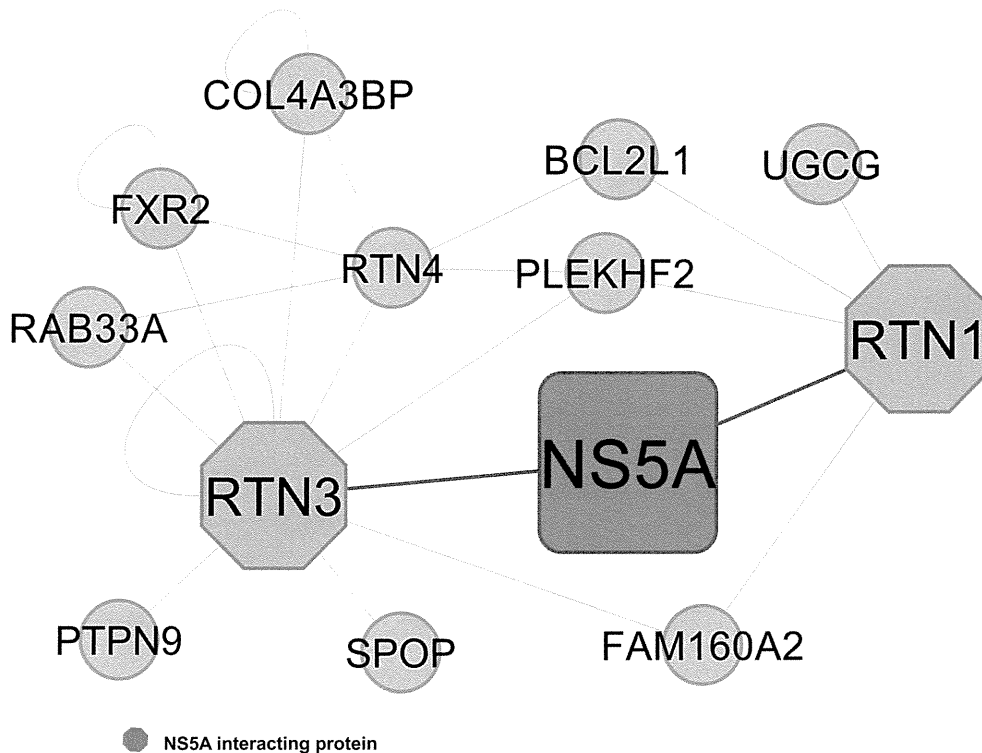 COL4A3BP
BCL2L1
UGCG
FXR2
RTN4
PLEKHF2
RAB33A
RTN1
NS5A
RTN3
PTPN9
SPOP
FAM160A2
NS5A interacting protein